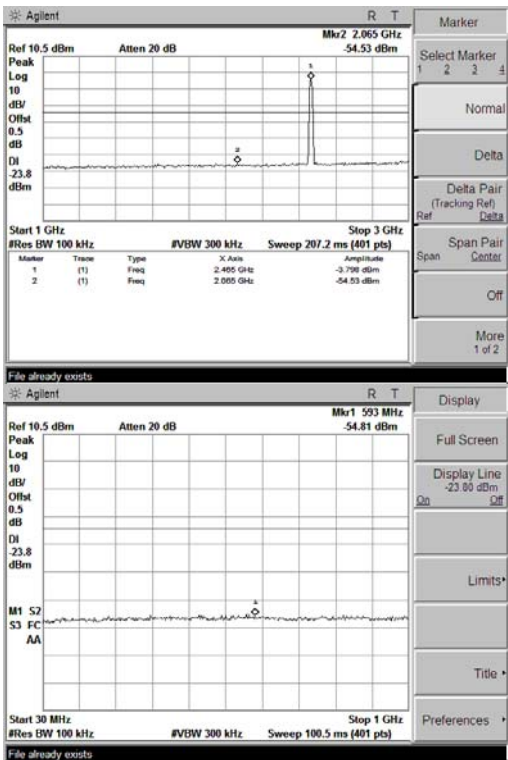 Agilent R T
Mkr2 2.065 GHz
Ref 10.5 dBm Atten 20 dB -54.53 dBm
Peak
Log
10
dB/
Offst
0.5
dB
DI
-23.8
dBm
1
2
Start 1 GHz Stop 3 GHz
#Res BW 100 kHz #VBW 300 kHz Sweep 207.2 ms (401 pts)
Marker Trace Type X Axis Amplitude
1 (1) Freq 2.465 GHz -3.798 dBm
2 (1) Freq 2.065 GHz -54.53 dBm
File already exists
Marker
Select Marker
1 2 3 4
Normal
Delta
Delta Pair
(Tracking Ref)
Ref Delta
Span Pair
Span Center
Off
More
1 of 2
Agilent R T
Mkr1 593 MHz
Ref 10.5 dBm Atten 20 dB -54.81 dBm
Peak
Log
10
dB/
Offst
0.5
dB
DI
-23.8
dBm
1
M1 S2
S3 FC
AA
Start 30 MHz Stop 1 GHz
#Res BW 100 kHz #VBW 300 kHz Sweep 100.5 ms (401 pts)
File already exists
Display
Full Screen
Display Line
-23.80 dBm
On Off
Limits
Title
Preferences